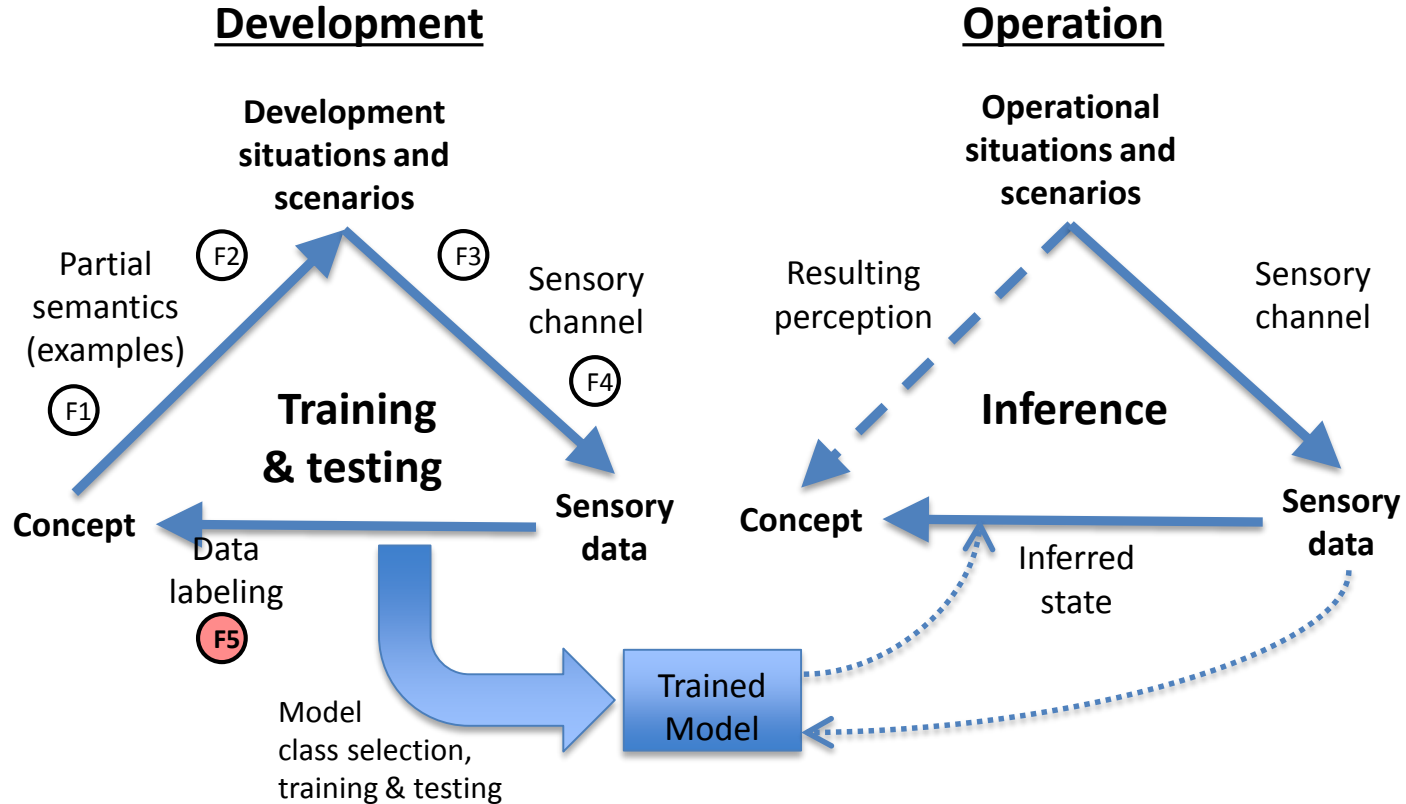 Development
Development
situations and
scenarios
F2
F3
Partial
semantics
(examples)
F1
Sensory
channel
F4
Training
& testing
Concept
Sensory
data
Data
labeling
F5
Model
class selection,
training & testing
Trained
Model
Operation
Operational
situations and
scenarios
Resulting
perception
Sensory
channel
Inference
Concept
Sensory
data
Inferred
state